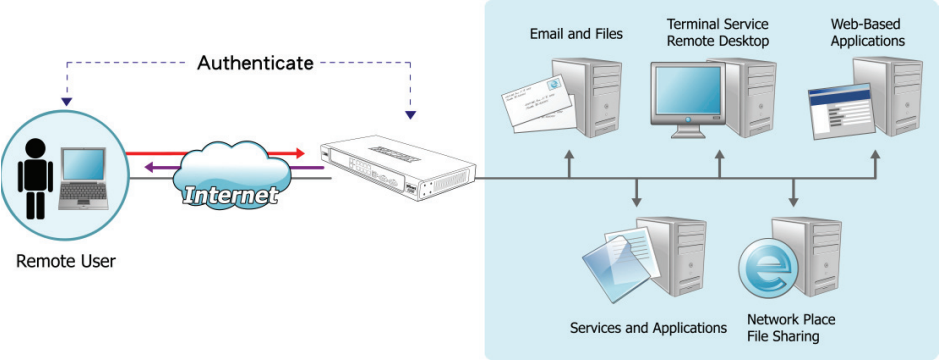 Authenticate
Internet
Remote User
Email and Files
Terminal Service
Remote Desktop
Web-Based
Applications
Services and Applications
Network Place
File Sharing